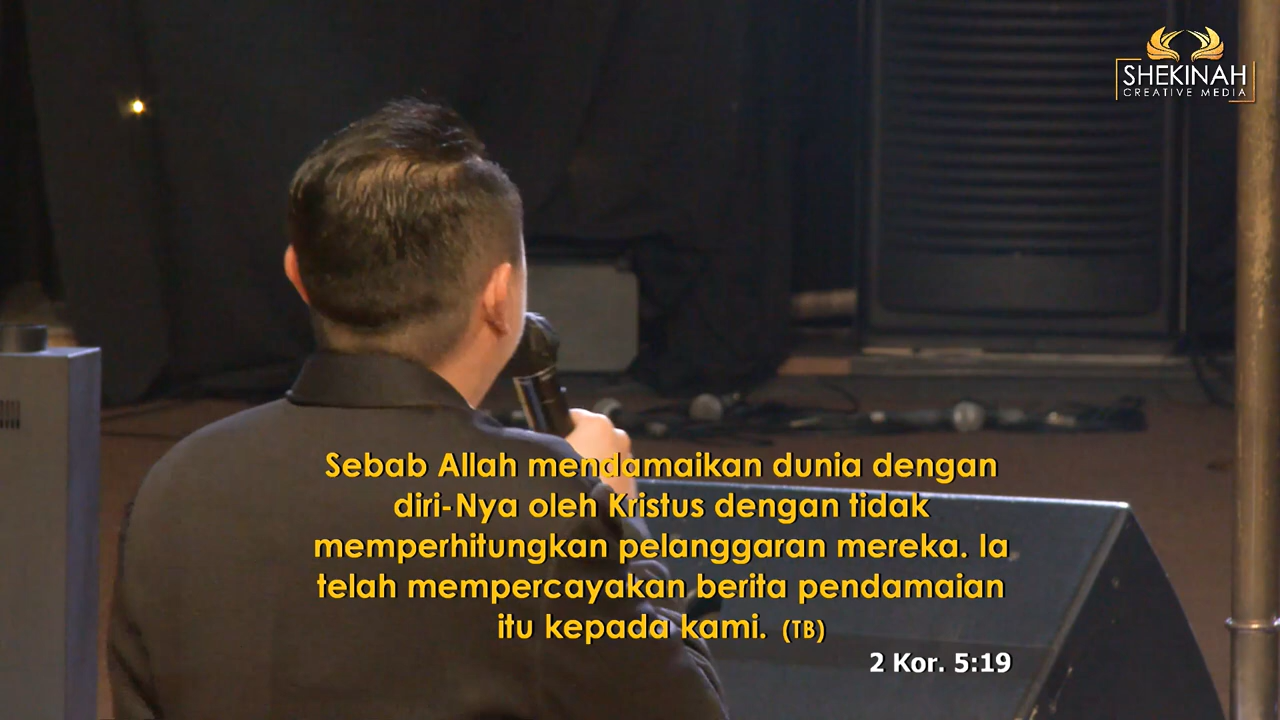 SHEKINAH
CREATIVE MEDIA
Sebab Allah mendamaikan dunia dengan
diri-Nya oleh Kristus dengan tidak
memperhitungkan pelanggaran mereka. Ia
telah mempercayakan berita pendamaian
itu kepada kami. (TB)
2 Kor. 5:19